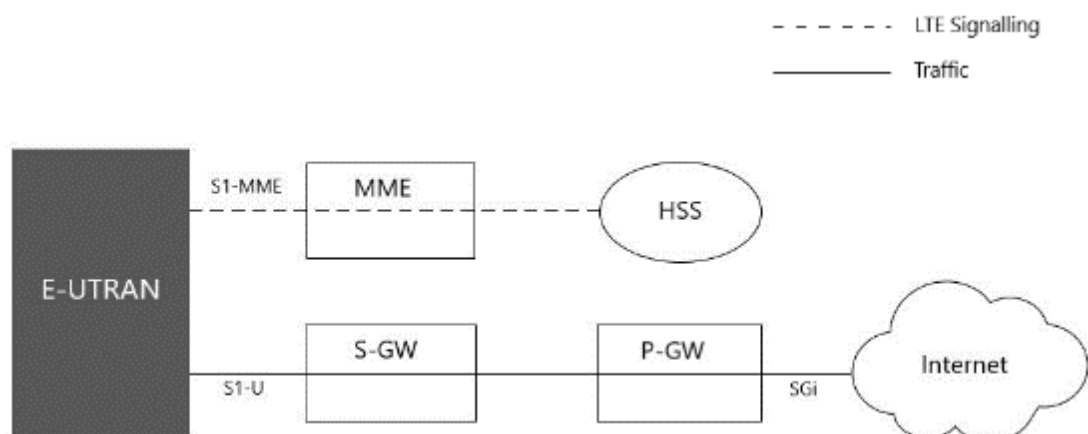 LTE Signalling
Traffic
S1-MME
MME
HSS
E-UTRAN
S-GW
P-GW
Internet
S1-U
SGi